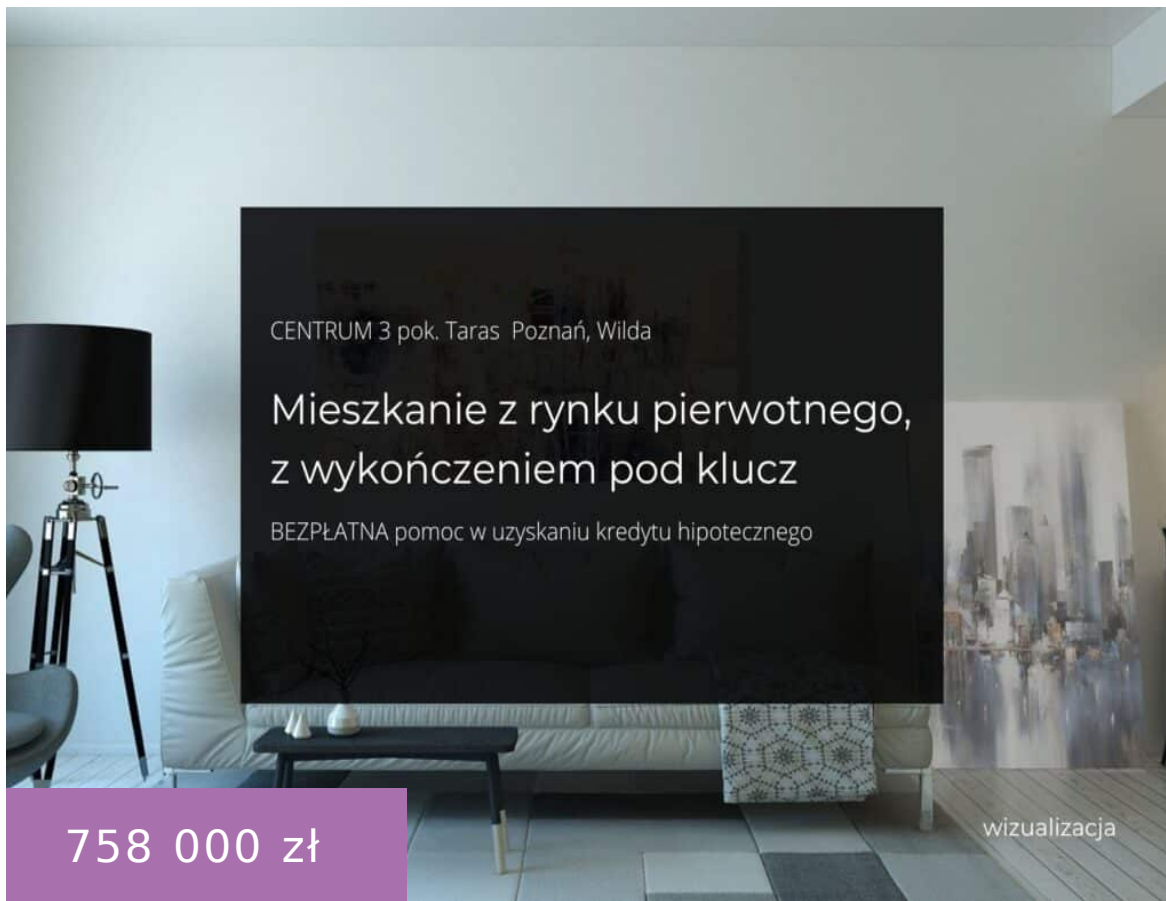 CENTRUM 3 pok. Taras Poznań, Wilda
Mieszkanie z rynku pierwotnego,
z wykończeniem pod klucz
BEZPŁATNA pomoc w uzyskaniu kredytu hipotecznego
wizualizacja
758 000 zł